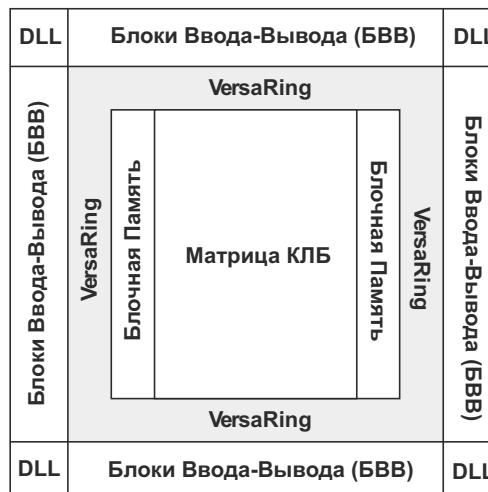 DLL
Блоки Ввода-Вывода (БВВ)
DLL
VersaRing
Блоки Ввода-Вывода (БВВ)
VersaRing
Блочная Память
Матрица КЛБ
Блочная Память
VersaRing
Блоки Ввода-Вывода (БВВ)
VersaRing
DLL
Блоки Ввода-Вывода (БВВ)
DLL